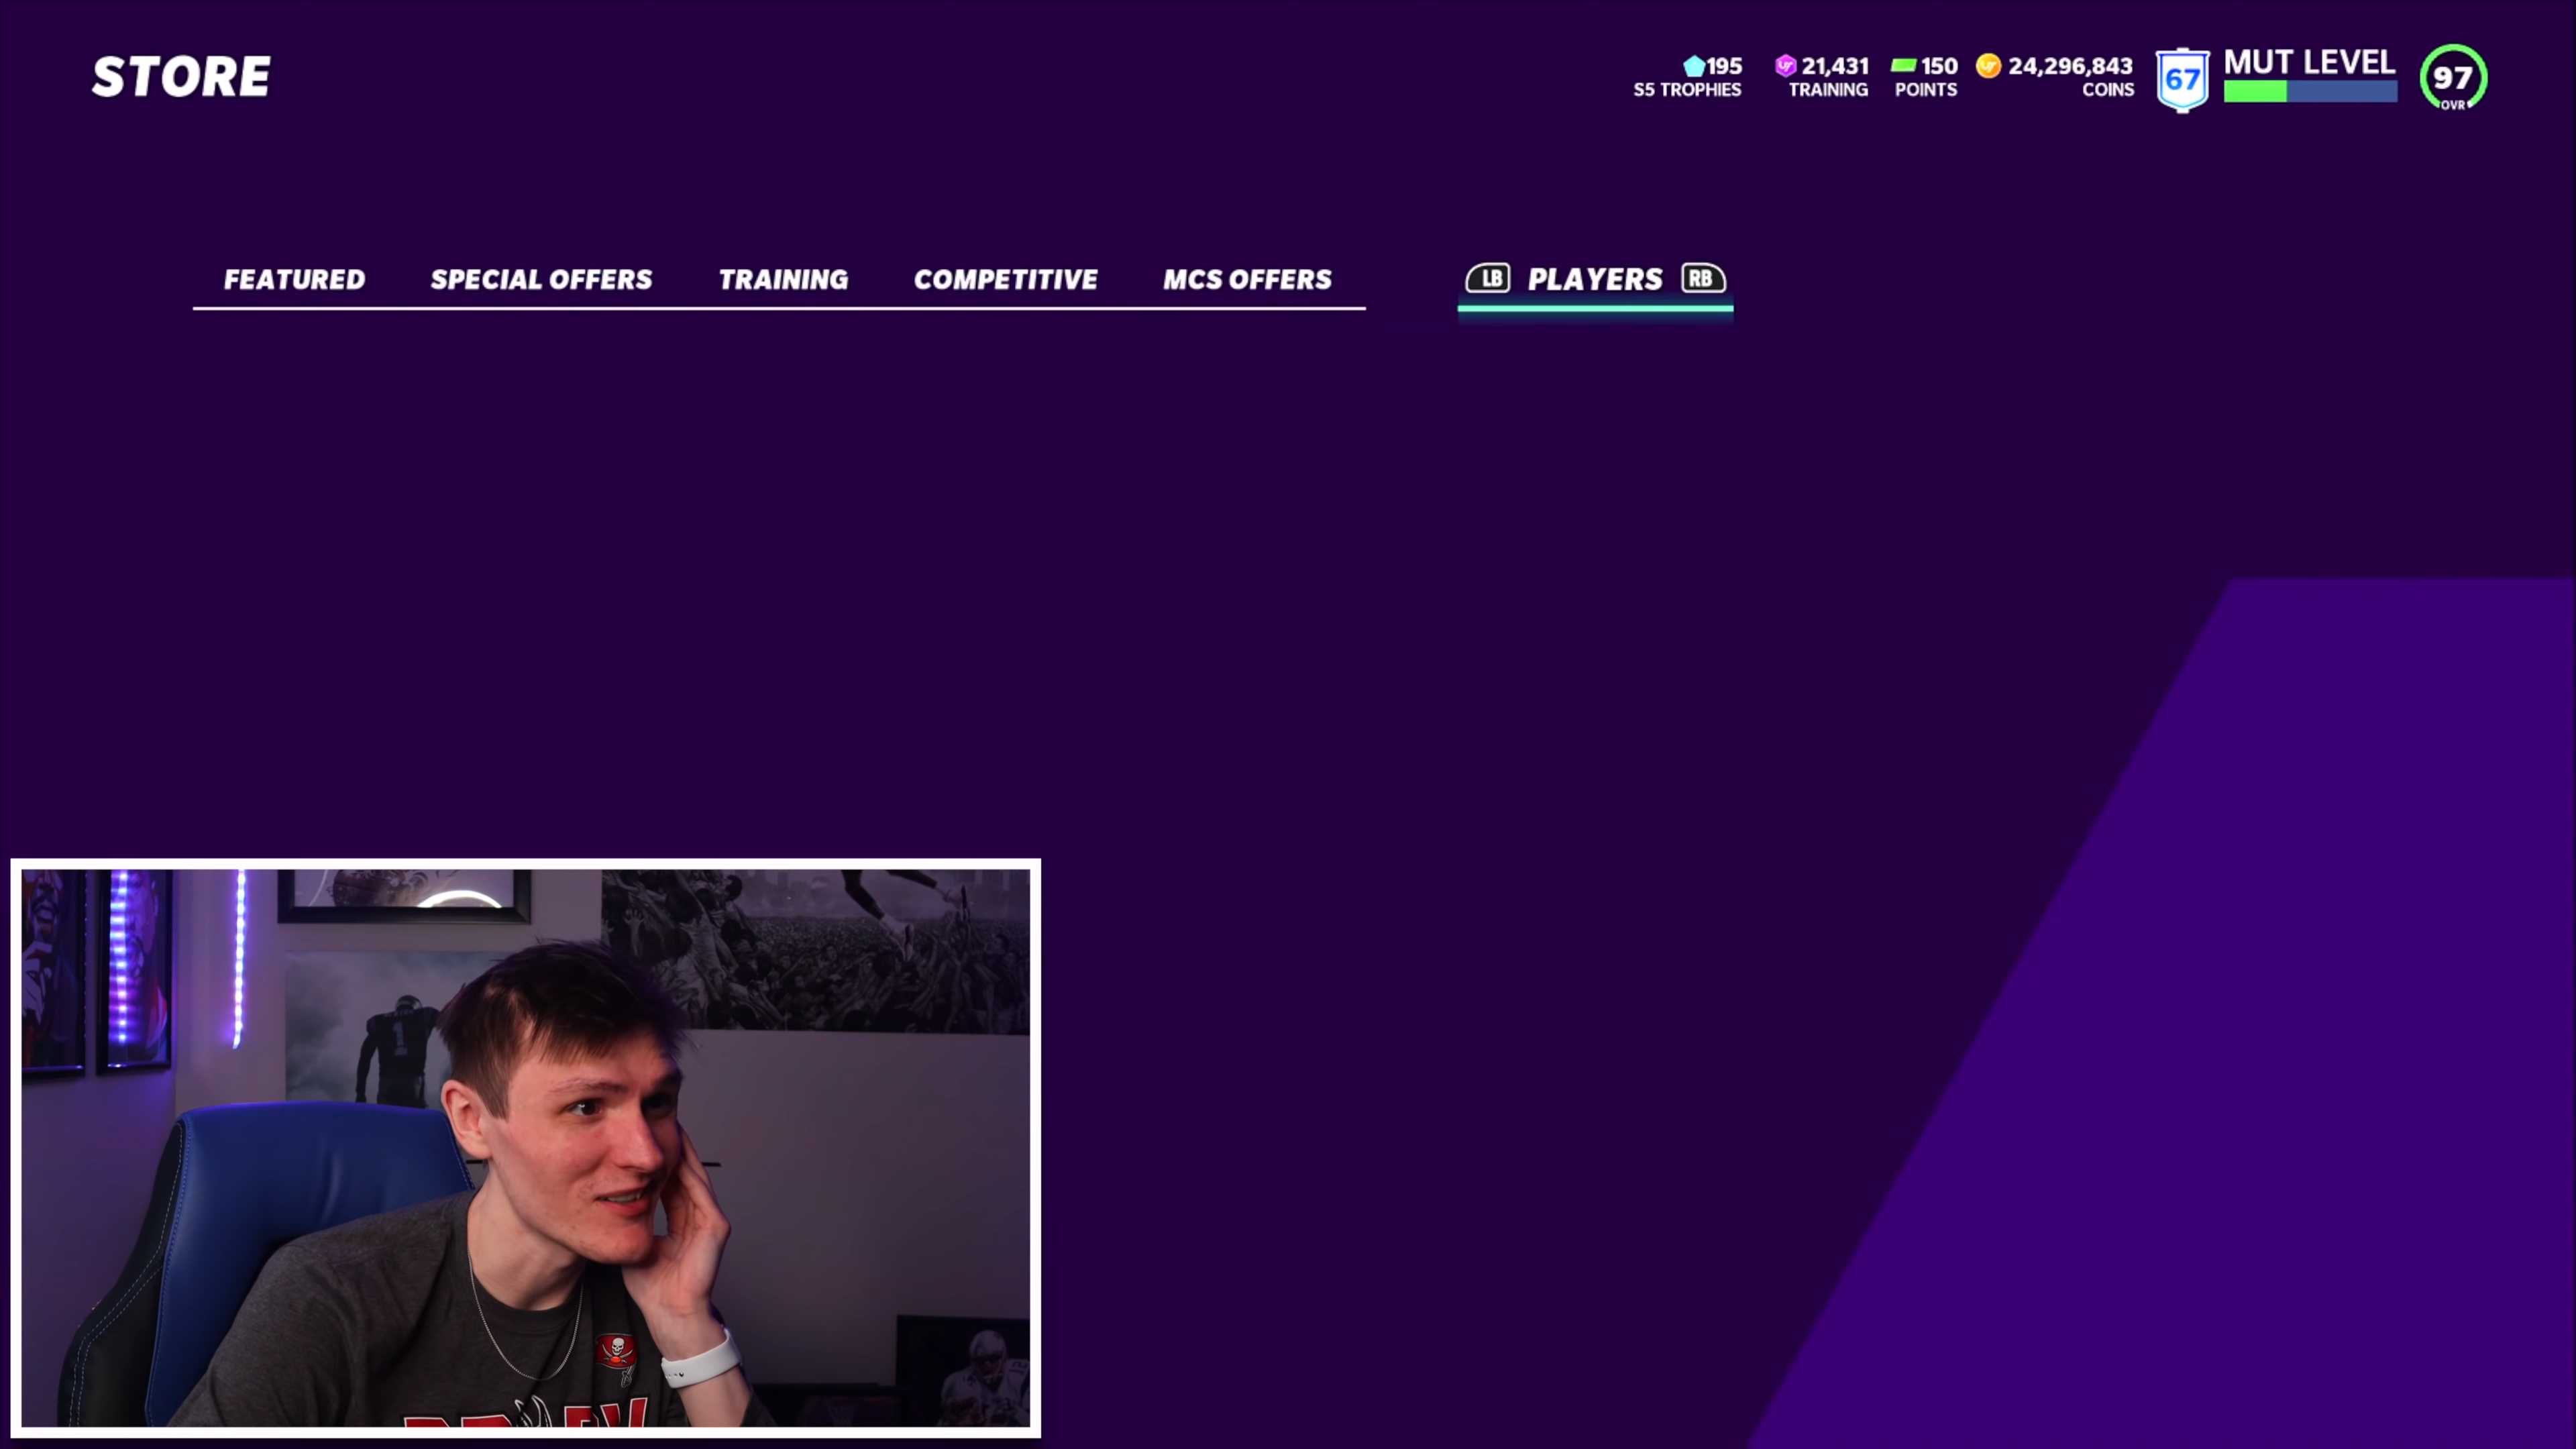 STORE
195
S5 TROPHIES
21,431
TRAINING
150
POINTS
24,296,843
COINS
67
MUT LEVEL
97
OVR
FEATURED
SPECIAL OFFERS
TRAINING
COMPETITIVE
MCS OFFERS
LB
PLAYERS
RB
1